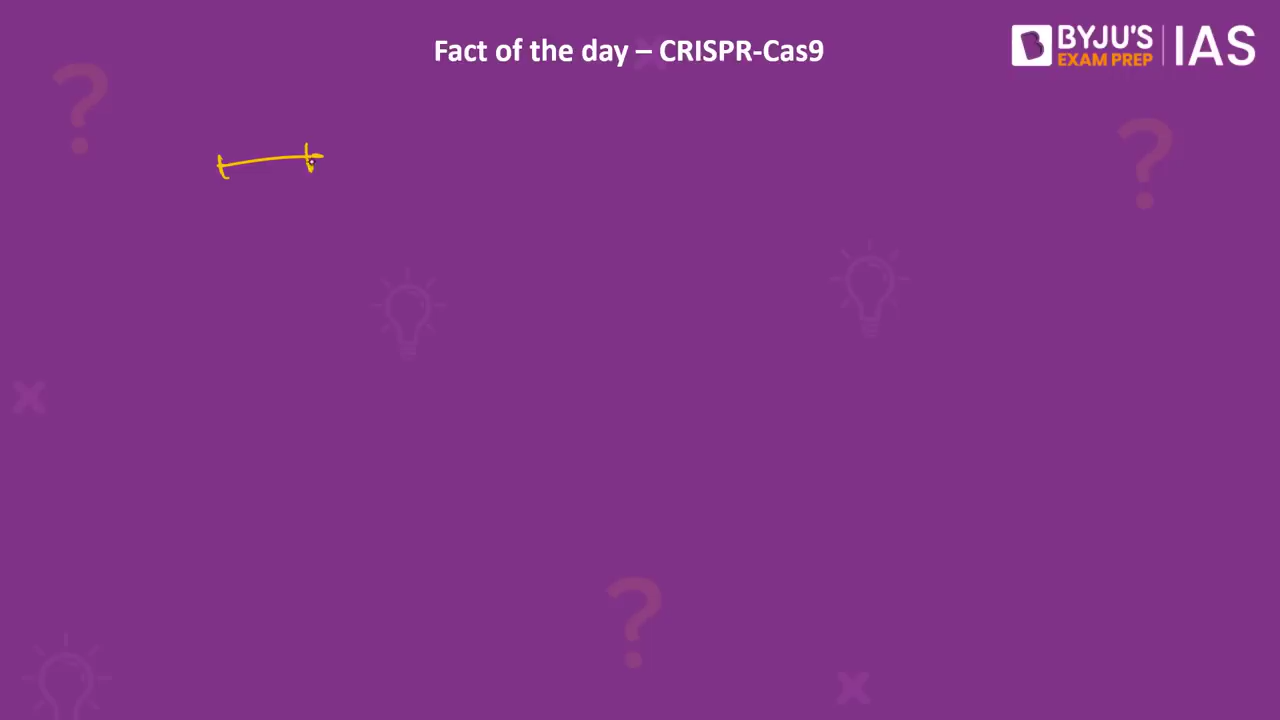 Fact of the day – CRISPR-Cas9
BYJU'S
EXAM PREP
IAS